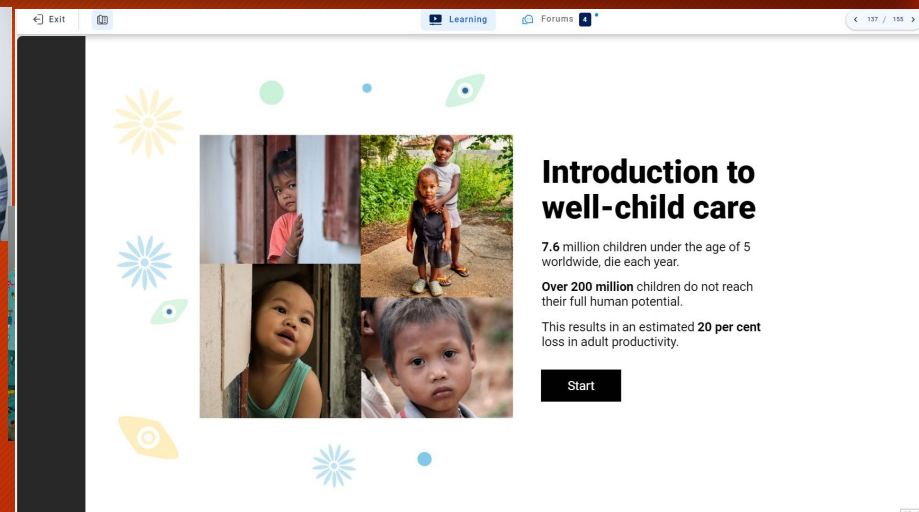 Exit
Learning
Forums 4
137 / 155
Introduction to
well-child care
7.6 million children under the age of 5
worldwide, die each year.
Over 200 million children do not reach
their full human potential.
This results in an estimated 20 per cent
loss in adult productivity.
Start